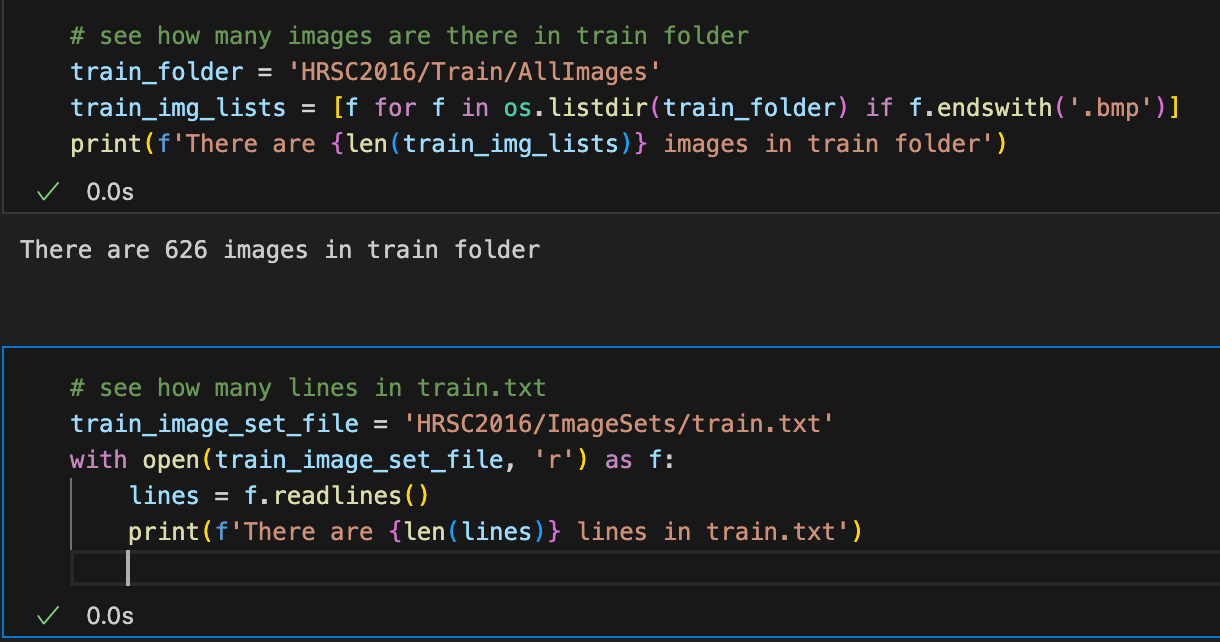 # see how many images are there in train folder
train_folder = 'HRSC2016/Train/AllImages'
train_img_lists = [f for f in os.listdir(train_folder) if f.endswith('.bmp')]
print(f'There are {len(train_img_lists)} images in train folder')
0.0s
There are 626 images in train folder
# see how many lines in train.txt
train_image_set_file = 'HRSC2016/ImageSets/train.txt'
with open(train_image_set_file, 'r') as f:
    lines = f.readlines()
    print(f'There are {len(lines)} lines in train.txt')
0.0s